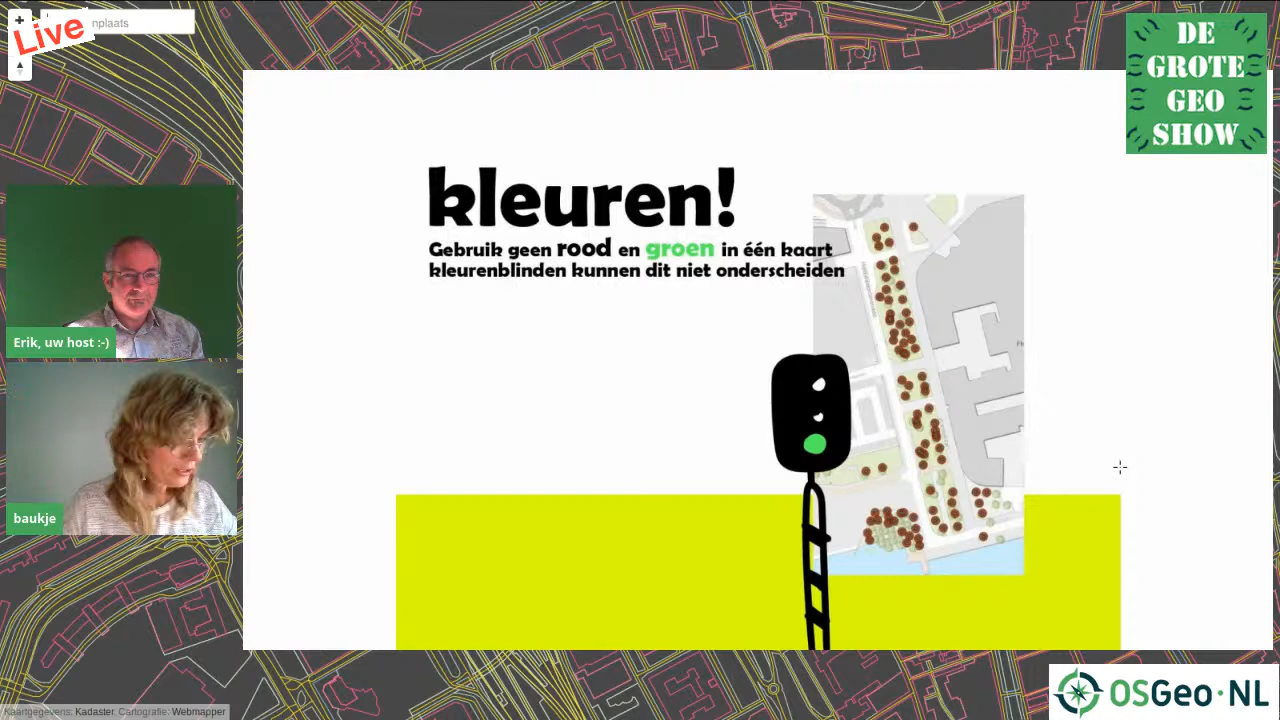 Live
nplaats
DE
GROTE
GEO
SHOW
kleuren!
Gebruik geen rood en groen in één kaart
kleurenblinden kunnen dit niet onderscheiden
Erik, uw host :-)
baukje
Kaartgegevens: Kadaster. Cartografie: Webmapper
OSGeo·NL